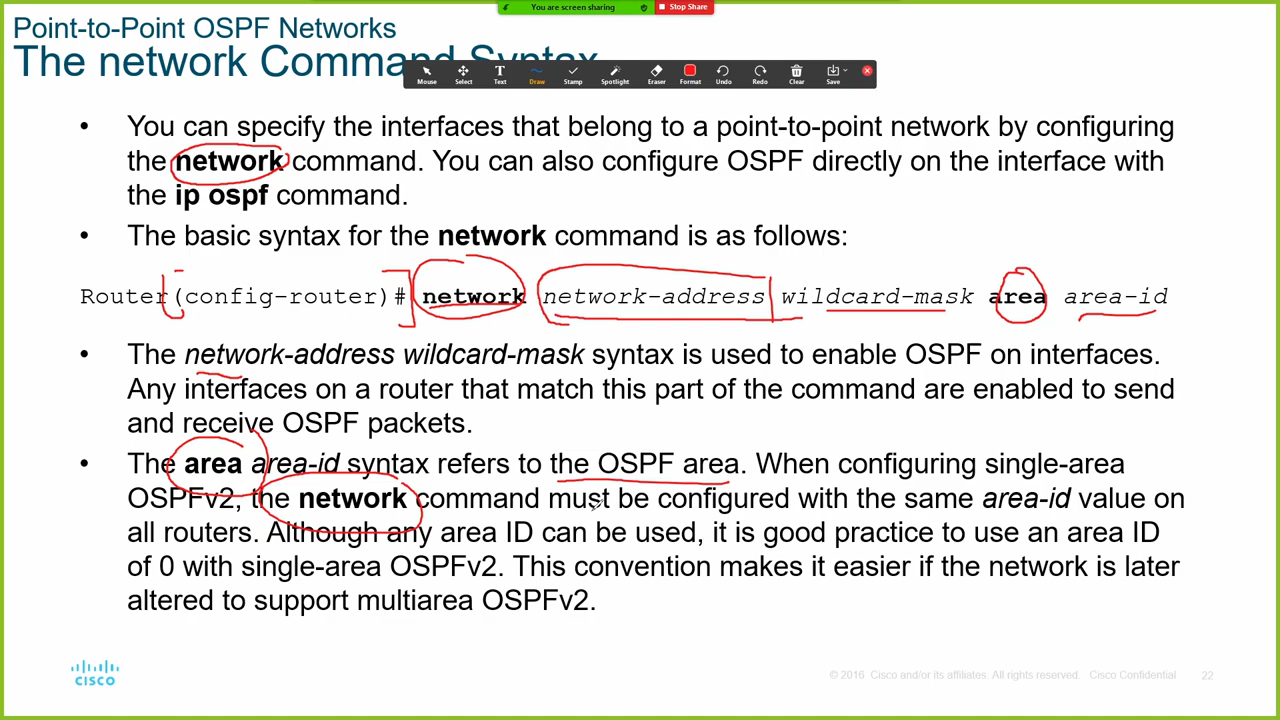 You are screen sharing
Stop Share
Point-to-Point OSPF Networks
The network Command Syntax
Mouse Select Text Draw Stamp Spotlight Eraser Format Undo Redo Clear Save
• You can specify the interfaces that belong to a point-to-point network by configuring
the network command. You can also configure OSPF directly on the interface with
the ip ospf command.
• The basic syntax for the network command is as follows:
Router(config-router)# network network-address wildcard-mask area area-id
• The network-address wildcard-mask syntax is used to enable OSPF on interfaces.
Any interfaces on a router that match this part of the command are enabled to send
and receive OSPF packets.
• The area area-id syntax refers to the OSPF area. When configuring single-area
OSPFv2, the network command must be configured with the same area-id value on
all routers. Although any area ID can be used, it is good practice to use an area ID
of 0 with single-area OSPFv2. This convention makes it easier if the network is later
altered to support multiarea OSPFv2.
CISCO
© 2016 Cisco and/or its affiliates. All rights reserved. Cisco Confidential 22